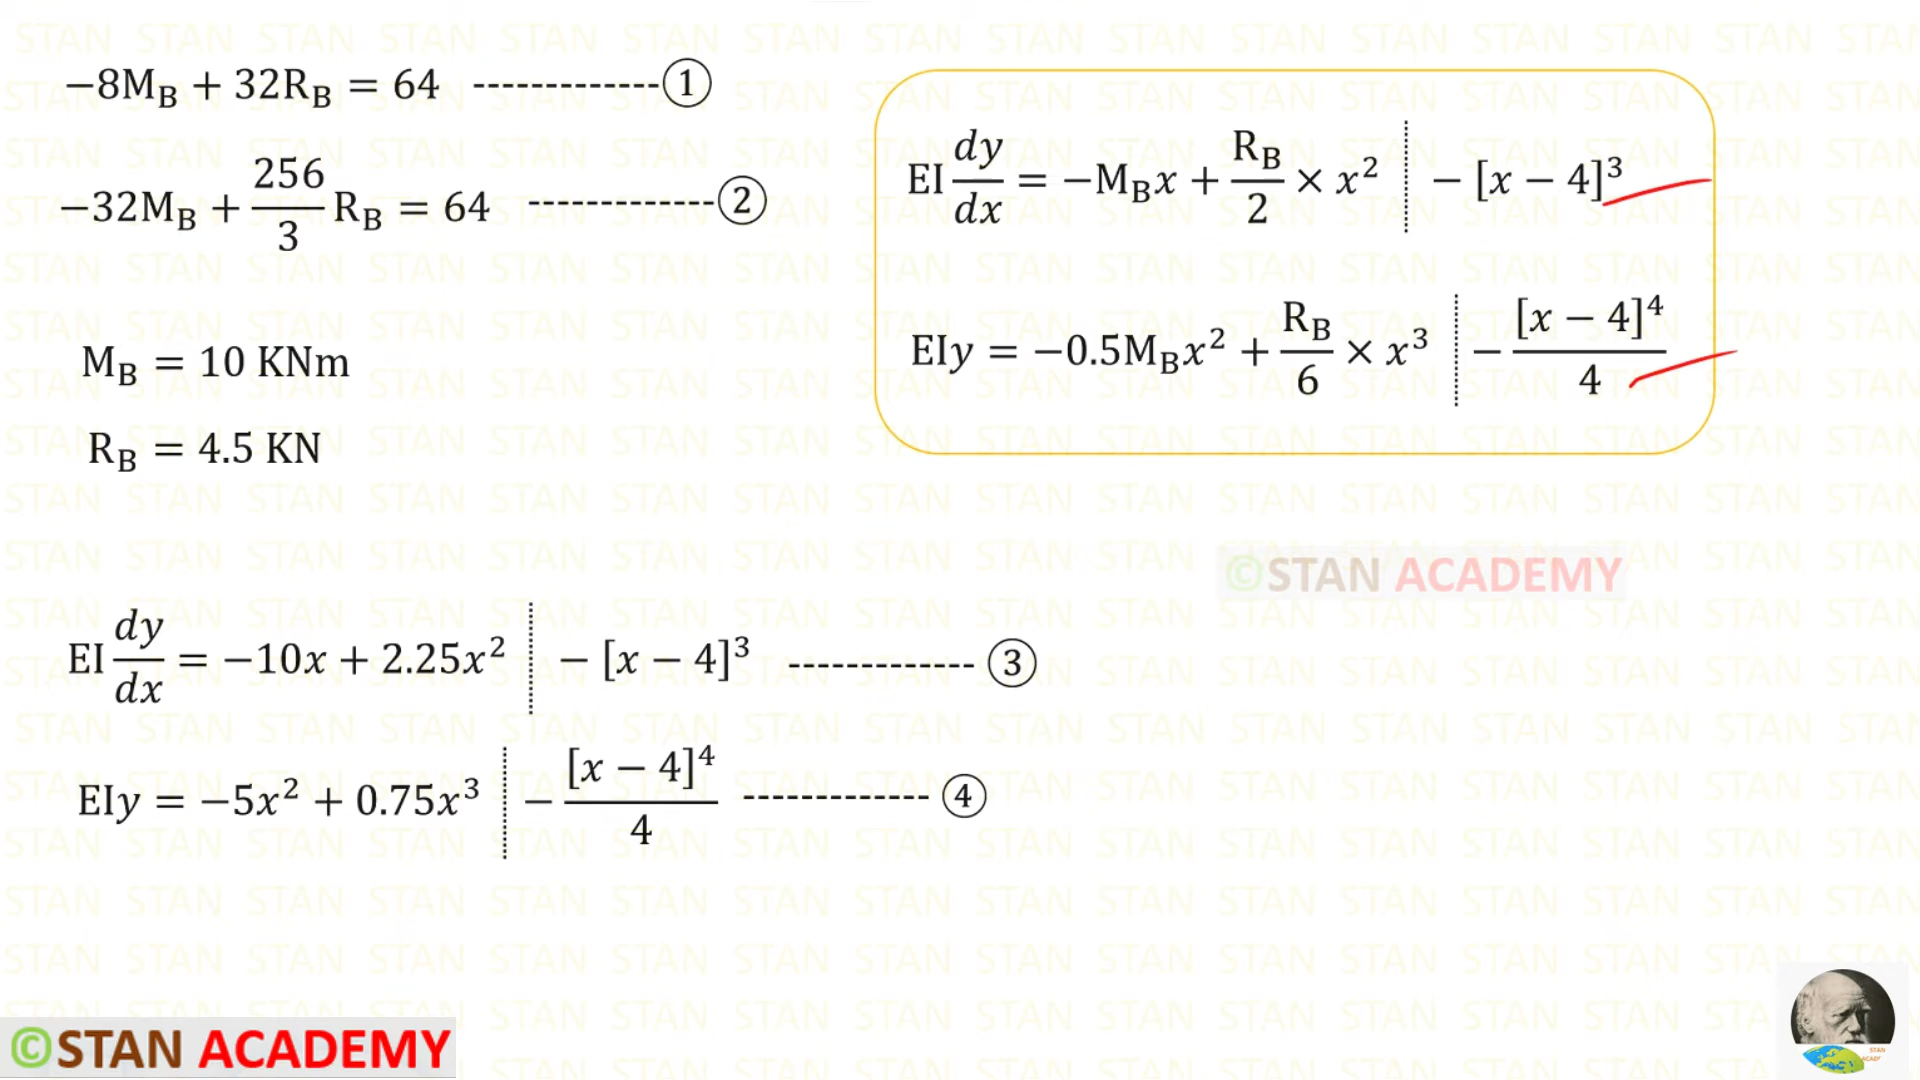 −8M_B + 32R_B = 64 ------------- ①
−32M_B + 256/3 R_B = 64 ------------- ②
M_B = 10 KNm
R_B = 4.5 KN
EI dy/dx = −M_B x + R_B/2 × x² | − [x − 4]³
EIy = −0.5M_B x² + R_B/6 × x³ | − [x − 4]⁴/4
©STAN ACADEMY
EI dy/dx = −10x + 2.25x² | − [x − 4]³ ------------- ③
EIy = −5x² + 0.75x³ | − [x − 4]⁴/4 ------------- ④
©STAN ACADEMY
STAN